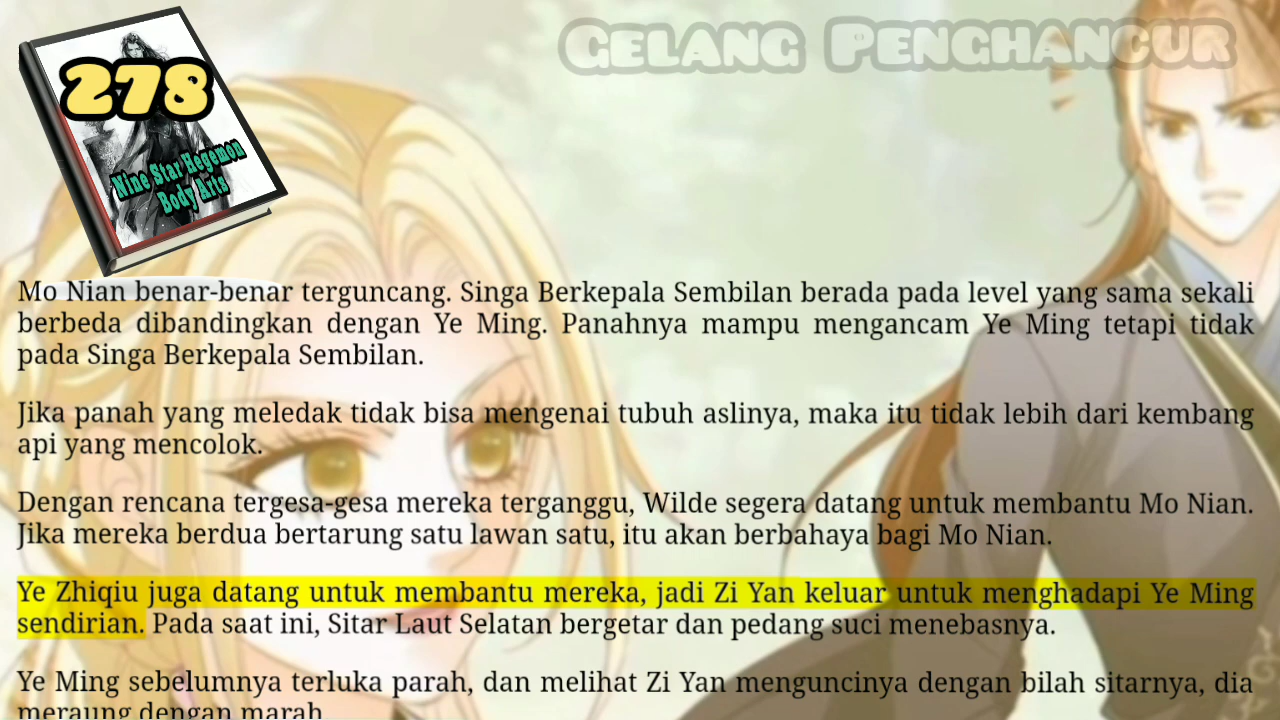 Gelang Penghancur
278
Nine Star Hegemon
Body Arts
Mo Nian benar-benar terguncang. Singa Berkepala Sembilan berada pada level yang sama sekali
berbeda dibandingkan dengan Ye Ming. Panahnya mampu mengancam Ye Ming tetapi tidak
pada Singa Berkepala Sembilan.
Jika panah yang meledak tidak bisa mengenai tubuh aslinya, maka itu tidak lebih dari kembang
api yang mencolok.
Dengan rencana tergesa-gesa mereka terganggu, Wilde segera datang untuk membantu Mo Nian.
Jika mereka berdua bertarung satu lawan satu, itu akan berbahaya bagi Mo Nian.
Ye Zhiqiu juga datang untuk membantu mereka, jadi Zi Yan keluar untuk menghadapi Ye Ming
sendirian. Pada saat ini, Sitar Laut Selatan bergetar dan pedang suci menebasnya.
Ye Ming sebelumnya terluka parah, dan melihat Zi Yan menguncinya dengan bilah sitarnya, dia
meraung dengan marah.